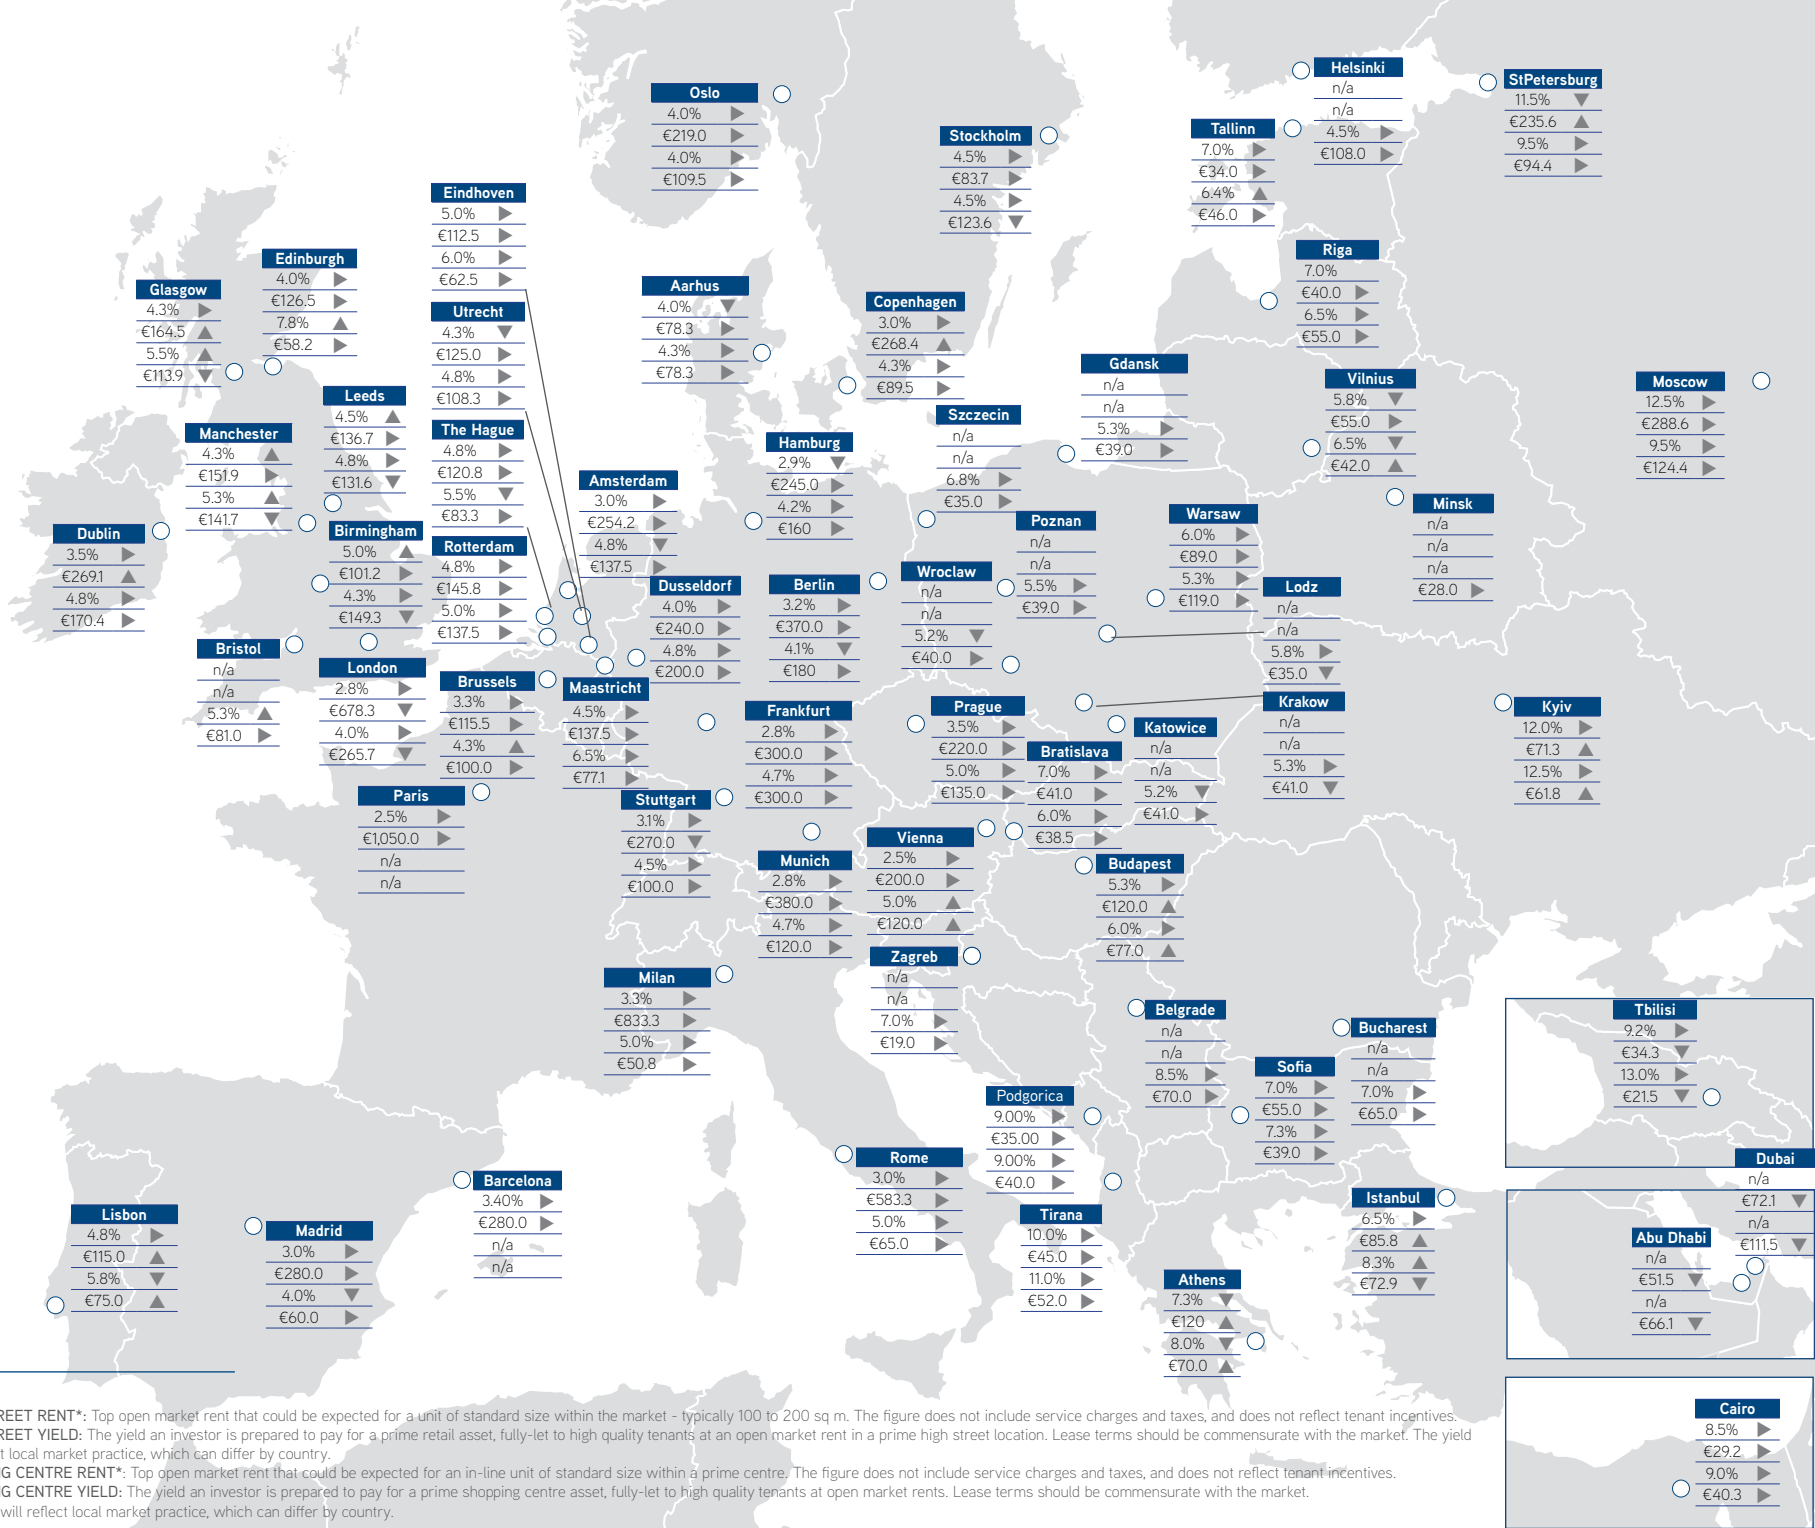 Oslo
4.0%
€219.0
4.0%
€109.5
Helsinki
n/a
n/a
4.5%
€108.0
StPetersburg
11.5%
€235.6
9.5%
€94.4
Stockholm
4.5%
€83.7
4.5%
€123.6
Tallinn
7.0%
€34.0
6.4%
€46.0
Eindhoven
5.0%
€112.5
6.0%
€62.5
Edinburgh
4.0%
€126.5
7.8%
€58.2
Glasgow
4.3%
€164.5
5.5%
€113.9
Riga
7.0%
€40.0
6.5%
€55.0
Aarhus
4.0%
€78.3
4.3%
€78.3
Copenhagen
3.0%
€268.4
4.3%
€89.5
Utrecht
4.3%
€125.0
4.8%
€108.3
Gdansk
n/a
n/a
5.3%
€39.0
Vilnius
5.8%
€55.0
6.5%
€42.0
Moscow
12.5%
€288.6
9.5%
€124.4
Leeds
4.5%
€136.7
4.8%
€131.6
Manchester
4.3%
€151.9
5.3%
€141.7
The Hague
4.8%
€120.8
5.5%
€83.3
Hamburg
2.9%
€245.0
4.2%
€160
Szczecin
n/a
n/a
6.8%
€35.0
Amsterdam
3.0%
€254.2
4.8%
€137.5
Minsk
n/a
n/a
n/a
€28.0
Dublin
3.5%
€269.1
4.8%
€170.4
Birmingham
5.0%
€101.2
4.3%
€149.3
Rotterdam
4.8%
€145.8
5.0%
€137.5
Poznan
n/a
n/a
5.5%
€39.0
Warsaw
6.0%
€89.0
5.3%
€119.0
Dusseldorf
4.0%
€240.0
4.8%
€200.0
Berlin
3.2%
€370.0
4.1%
€180
Wroclaw
n/a
n/a
5.2%
€40.0
Lodz
n/a
n/a
5.8%
€35.0
Bristol
n/a
n/a
5.3%
€81.0
London
2.8%
€678.3
4.0%
€265.7
Brussels
3.3%
€115.5
4.3%
€100.0
Maastricht
4.5%
€137.5
6.5%
€77.1
Frankfurt
2.8%
€300.0
4.7%
€300.0
Prague
3.5%
€220.0
5.0%
€135.0
Krakow
n/a
n/a
5.3%
€41.0
Kyiv
12.0%
€71.3
12.5%
€61.8
Katowice
n/a
n/a
5.2%
€41.0
Bratislava
7.0%
€41.0
6.0%
€38.5
Paris
2.5%
€1,050.0
n/a
n/a
Stuttgart
3.1%
€270.0
4.5%
€100.0
Vienna
2.5%
€200.0
5.0%
€120.0
Munich
2.8%
€380.0
4.7%
€120.0
Budapest
5.3%
€120.0
6.0%
€77.0
Zagreb
n/a
n/a
7.0%
€19.0
Milan
3.3%
€833.3
5.0%
€50.8
Belgrade
n/a
n/a
8.5%
€70.0
Bucharest
n/a
n/a
7.0%
€65.0
Tbilisi
9.2%
€34.3
13.0%
€21.5
Sofia
7.0%
€55.0
7.3%
€39.0
Podgorica
9.00%
€35.00
9.00%
€40.0
Rome
3.0%
€583.3
5.0%
€65.0
Dubai
n/a
€72.1
n/a
€111.5
Barcelona
3.40%
€280.0
n/a
n/a
Istanbul
6.5%
€85.8
8.3%
€72.9
Lisbon
4.8%
€115.0
5.8%
€75.0
Madrid
3.0%
€280.0
4.0%
€60.0
Tirana
10.0%
€45.0
11.0%
€52.0
Abu Dhabi
n/a
€51.5
n/a
€66.1
Athens
7.3%
€120
8.0%
€70.0
Cairo
8.5%
€29.2
9.0%
€40.3
REET RENT*: Top open market rent that could be expected for a unit of standard size within the market - typically 100 to 200 sq m. The figure does not include service charges and taxes, and does not reflect tenant incentives.
REET YIELD: The yield an investor is prepared to pay for a prime retail asset, fully-let to high quality tenants at an open market rent in a prime high street location. Lease terms should be commensurate with the market. The yield
t local market practice, which can differ by country.
G CENTRE RENT*: Top open market rent that could be expected for an in-line unit of standard size within a prime centre. The figure does not include service charges and taxes, and does not reflect tenant incentives.
G CENTRE YIELD: The yield an investor is prepared to pay for a prime shopping centre asset, fully-let to high quality tenants at open market rents. Lease terms should be commensurate with the market.
will reflect local market practice, which can differ by country.